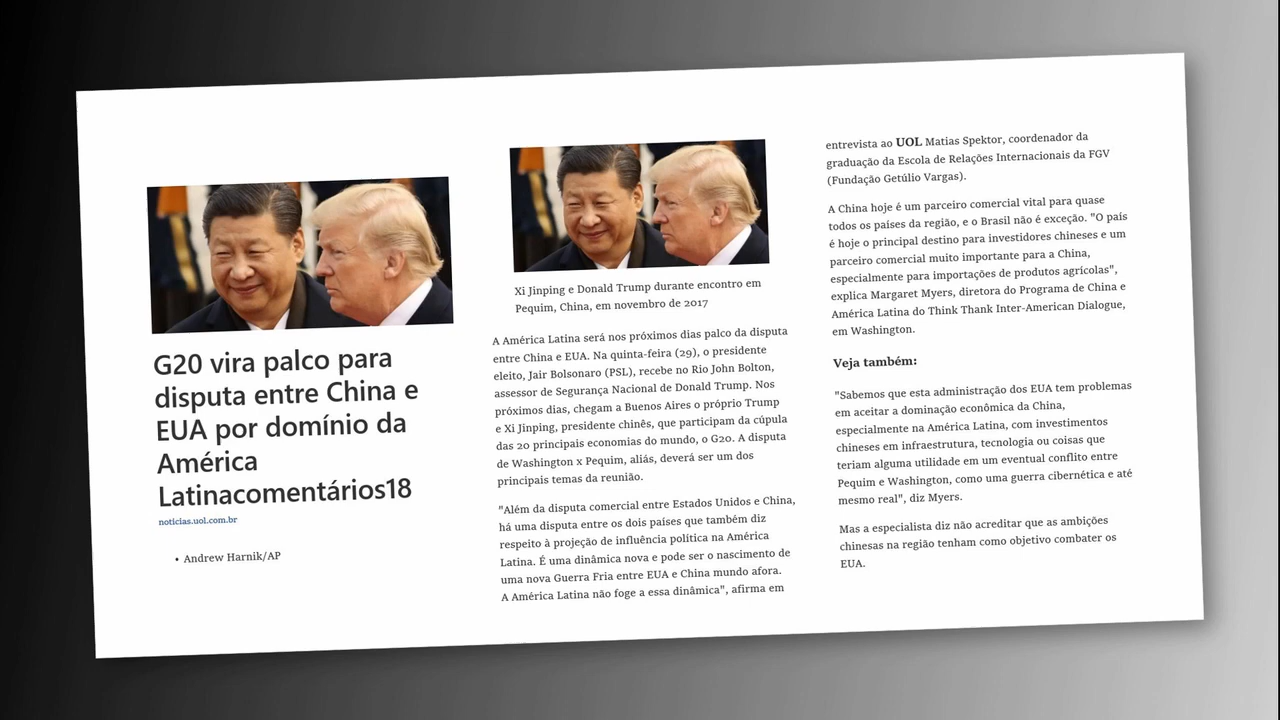 G20 vira palco para
disputa entre China e
EUA por domínio da
América
Latinacomentários18
noticias.uol.com.br
• Andrew Harnik/AP
Xi Jinping e Donald Trump durante encontro em
Pequim, China, em novembro de 2017
A América Latina será nos próximos dias palco da disputa
entre China e EUA. Na quinta-feira (29), o presidente
eleito, Jair Bolsonaro (PSL), recebe no Rio John Bolton,
assessor de Segurança Nacional de Donald Trump. Nos
próximos dias, chegam a Buenos Aires o próprio Trump
e Xi Jinping, presidente chinês, que participam da cúpula
das 20 principais economias do mundo, o G20. A disputa
de Washington x Pequim, aliás, deverá ser um dos
principais temas da reunião.
"Além da disputa comercial entre Estados Unidos e China,
há uma disputa entre os dois países que também diz
respeito à projeção de influência política na América
Latina. É uma dinâmica nova e pode ser o nascimento de
uma nova Guerra Fria entre EUA e China mundo afora.
A América Latina não foge a essa dinâmica", afirma em
entrevista ao UOL Matias Spektor, coordenador da
graduação da Escola de Relações Internacionais da FGV
(Fundação Getúlio Vargas).
A China hoje é um parceiro comercial vital para quase
todos os países da região, e o Brasil não é exceção. "O país
é hoje o principal destino para investidores chineses e um
parceiro comercial muito importante para a China,
especialmente para importações de produtos agrícolas",
explica Margaret Myers, diretora do Programa de China e
América Latina do Think Thank Inter-American Dialogue,
em Washington.
Veja também:
"Sabemos que esta administração dos EUA tem problemas
em aceitar a dominação econômica da China,
especialmente na América Latina, com investimentos
chineses em infraestrutura, tecnologia ou coisas que
teriam alguma utilidade em um eventual conflito entre
Pequim e Washington, como uma guerra cibernética e até
mesmo real", diz Myers.
Mas a especialista diz não acreditar que as ambições
chinesas na região tenham como objetivo combater os
EUA.